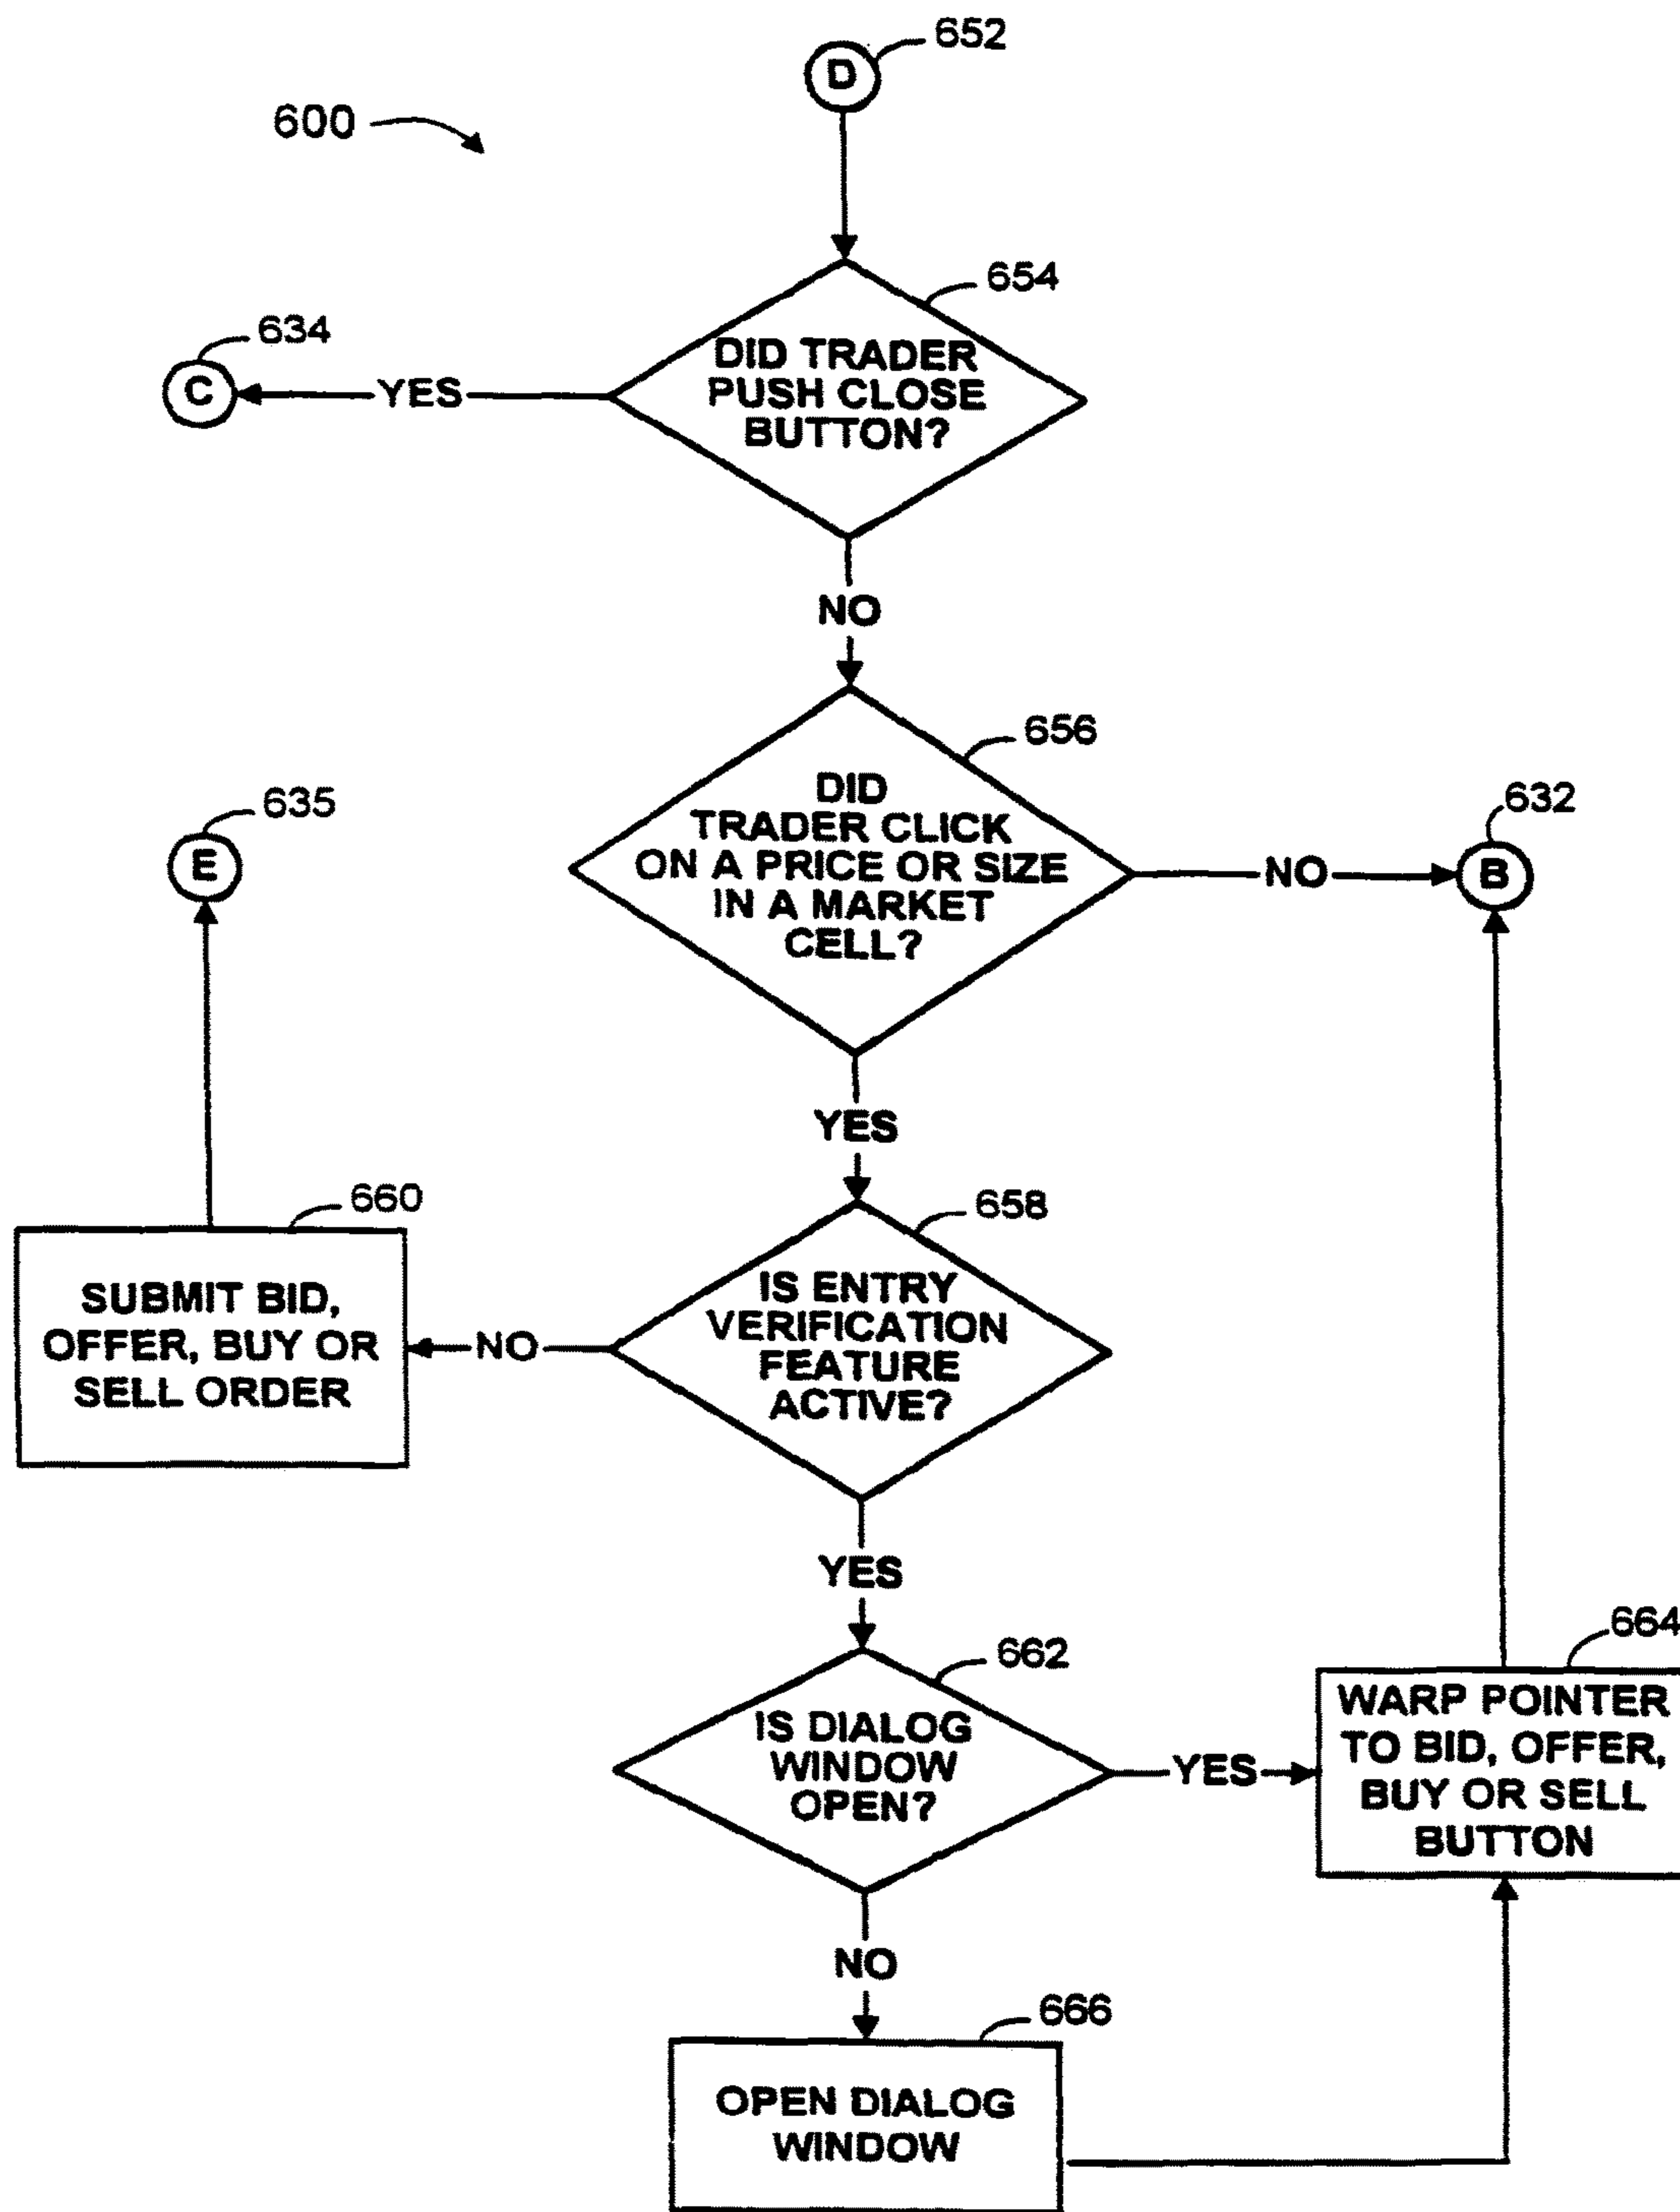 652
D
600
654
634
DID TRADER
PUSH CLOSE
BUTTON?
C
YES
NO
656
635
632
DID
TRADER CLICK
ON A PRICE OR SIZE
IN A MARKET
CELL?
E
NO
B
YES
660
658
SUBMIT BID,
OFFER, BUY OR
SELL ORDER
NO
IS ENTRY
VERIFICATION
FEATURE
ACTIVE?
YES
662
664
IS DIALOG
WINDOW
OPEN?
YES
WARP POINTER
TO BID, OFFER,
BUY OR SELL
BUTTON
NO
666
OPEN DIALOG
WINDOW